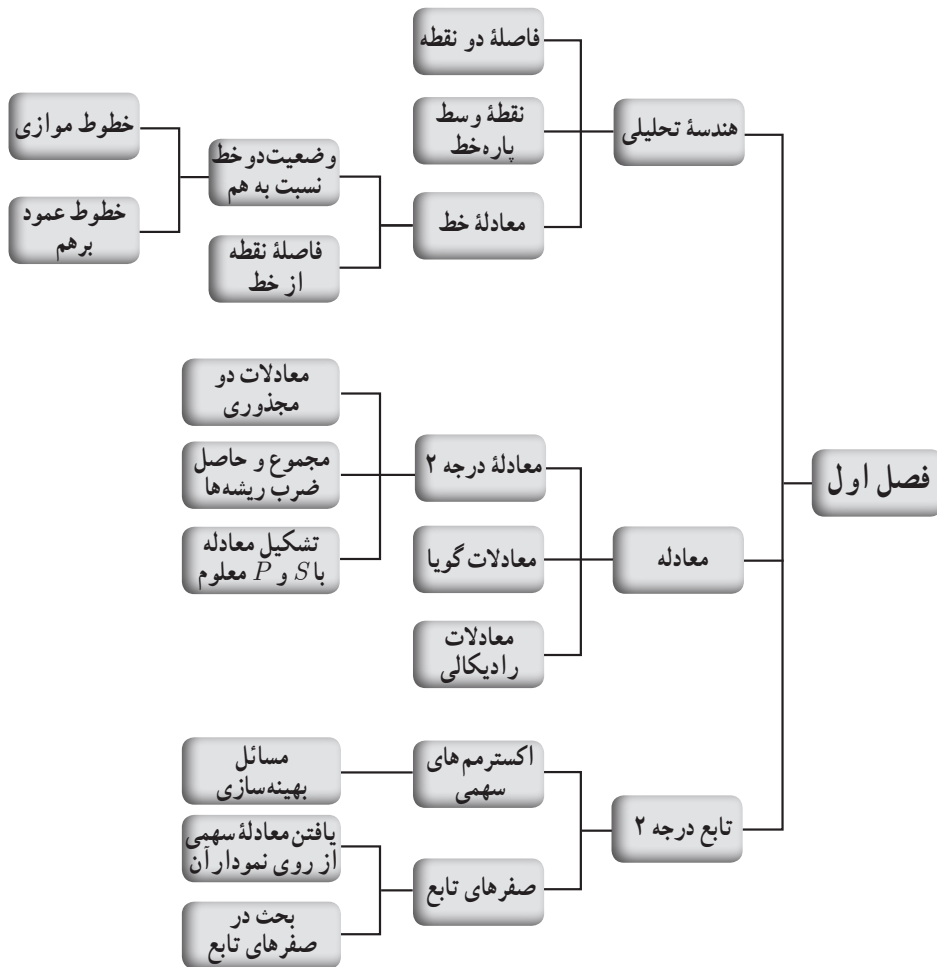 فصل اول
هندسهٔ تحلیلی
فاصلهٔ دو نقطه
نقطهٔ وسط
پاره‌خط
معادلهٔ خط
وضعیت دو خط
نسبت به هم
خطوط موازی
خطوط عمود
برهم
فاصلهٔ نقطه
از خط
معادله
معادلهٔ درجه ۲
معادلات دو
مجذوری
مجموع و حاصل
ضرب ریشه‌ها
تشکیل معادله
با S و P معلوم
معادلات گویا
معادلات
رادیکالی
تابع درجه ۲
اکسترمم‌های
سهمی
مسائل
بهینه‌سازی
صفرهای تابع
یافتن معادلهٔ سهمی
از روی نمودار آن
بحث در
صفرهای تابع